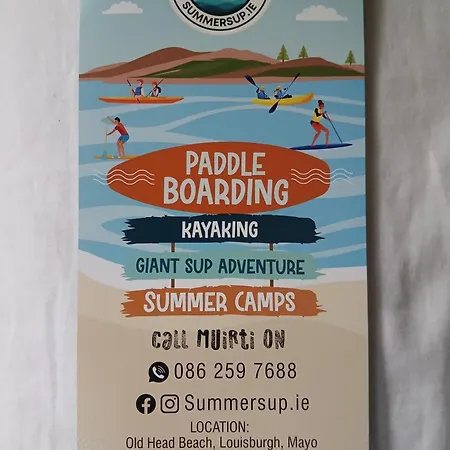 SUMMERSUP.IE
PADDLE
BOARDING
KAYAKING
GIANT SUP ADVENTURE
SUMMER CAMPS
Call MUIRTI ON
086 259 7688
Summersup.ie
LOCATION:
Old Head Beach, Louisburgh, Mayo